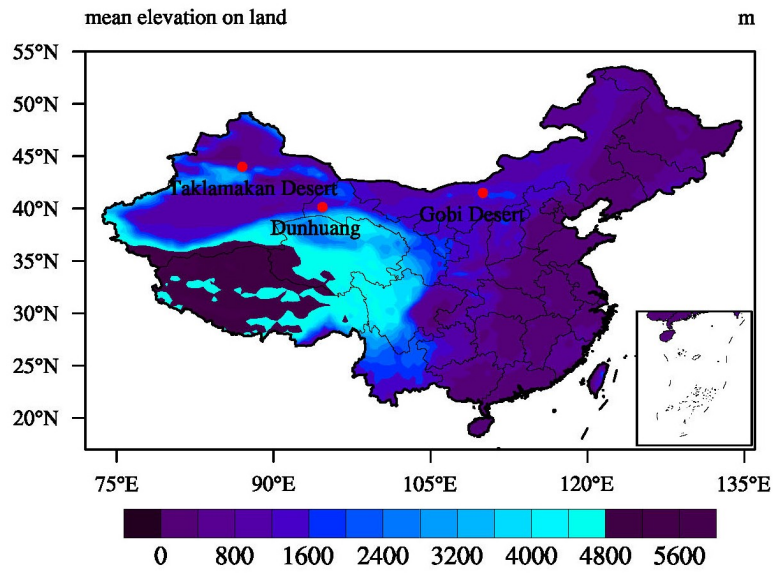 mean elevation on land m
55°N
50°N
45°N
Taklamakan Desert
40°N
Gobi Desert
Dunhuang
35°N
30°N
25°N
20°N
75°E 90°E 105°E 120°E 135°E
0 800 1600 2400 3200 4000 4800 5600